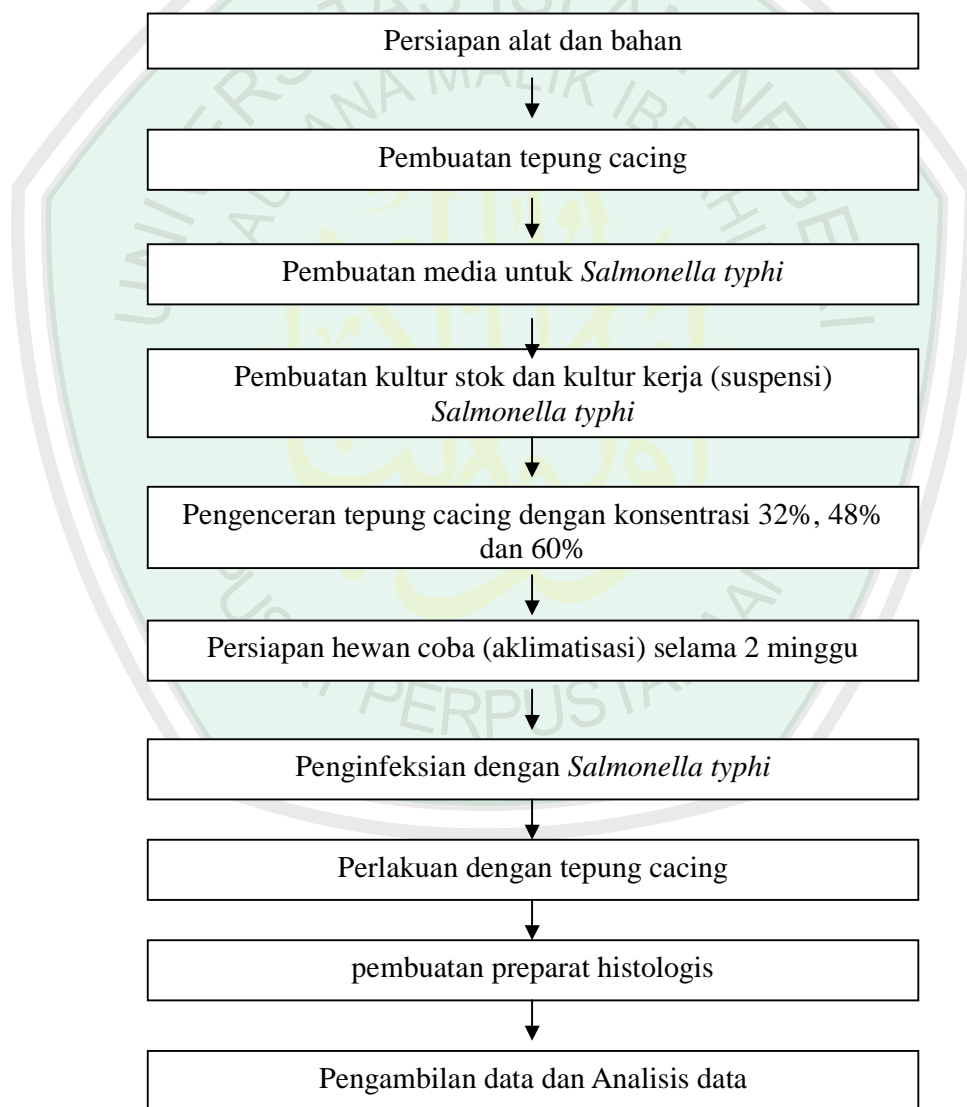 Persiapan alat dan bahan
Pembuatan tepung cacing
Pembuatan media untuk Salmonella typhi
Pembuatan kultur stok dan kultur kerja (suspensi)
Salmonella typhi
Pengenceran tepung cacing dengan konsentrasi 32%, 48%
dan 60%
Persiapan hewan coba (aklimatisasi) selama 2 minggu
Penginfeksian dengan Salmonella typhi
Perlakuan dengan tepung cacing
pembuatan preparat histologis
Pengambilan data dan Analisis data